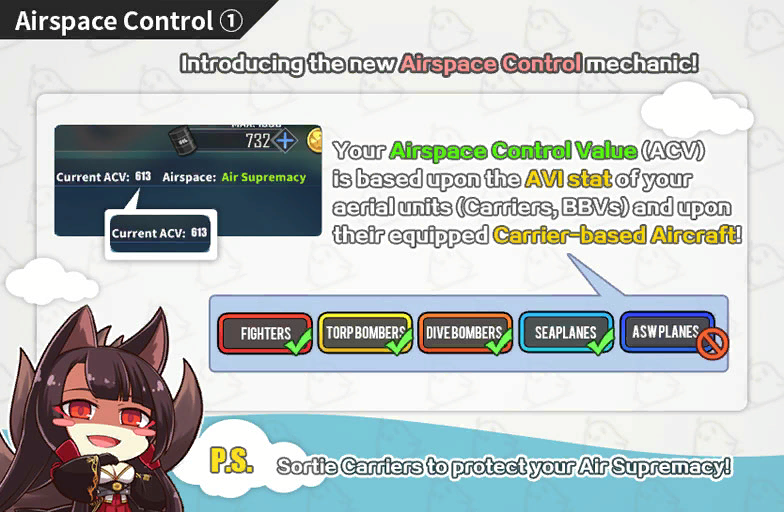 Airspace Control ①
Introducing the new Airspace Control mechanic!
732
Current ACV: 613 Airspace: Air Supremacy
Current ACV: 613
Your Airspace Control Value (ACV)
is based upon the AVI stat of your
aerial units (Carriers, BBVs) and upon
their equipped Carrier-based Aircraft!
FIGHTERS TORP BOMBERS DIVE BOMBERS SEAPLANES ASW PLANES
P.S. Sortie Carriers to protect your Air Supremacy!